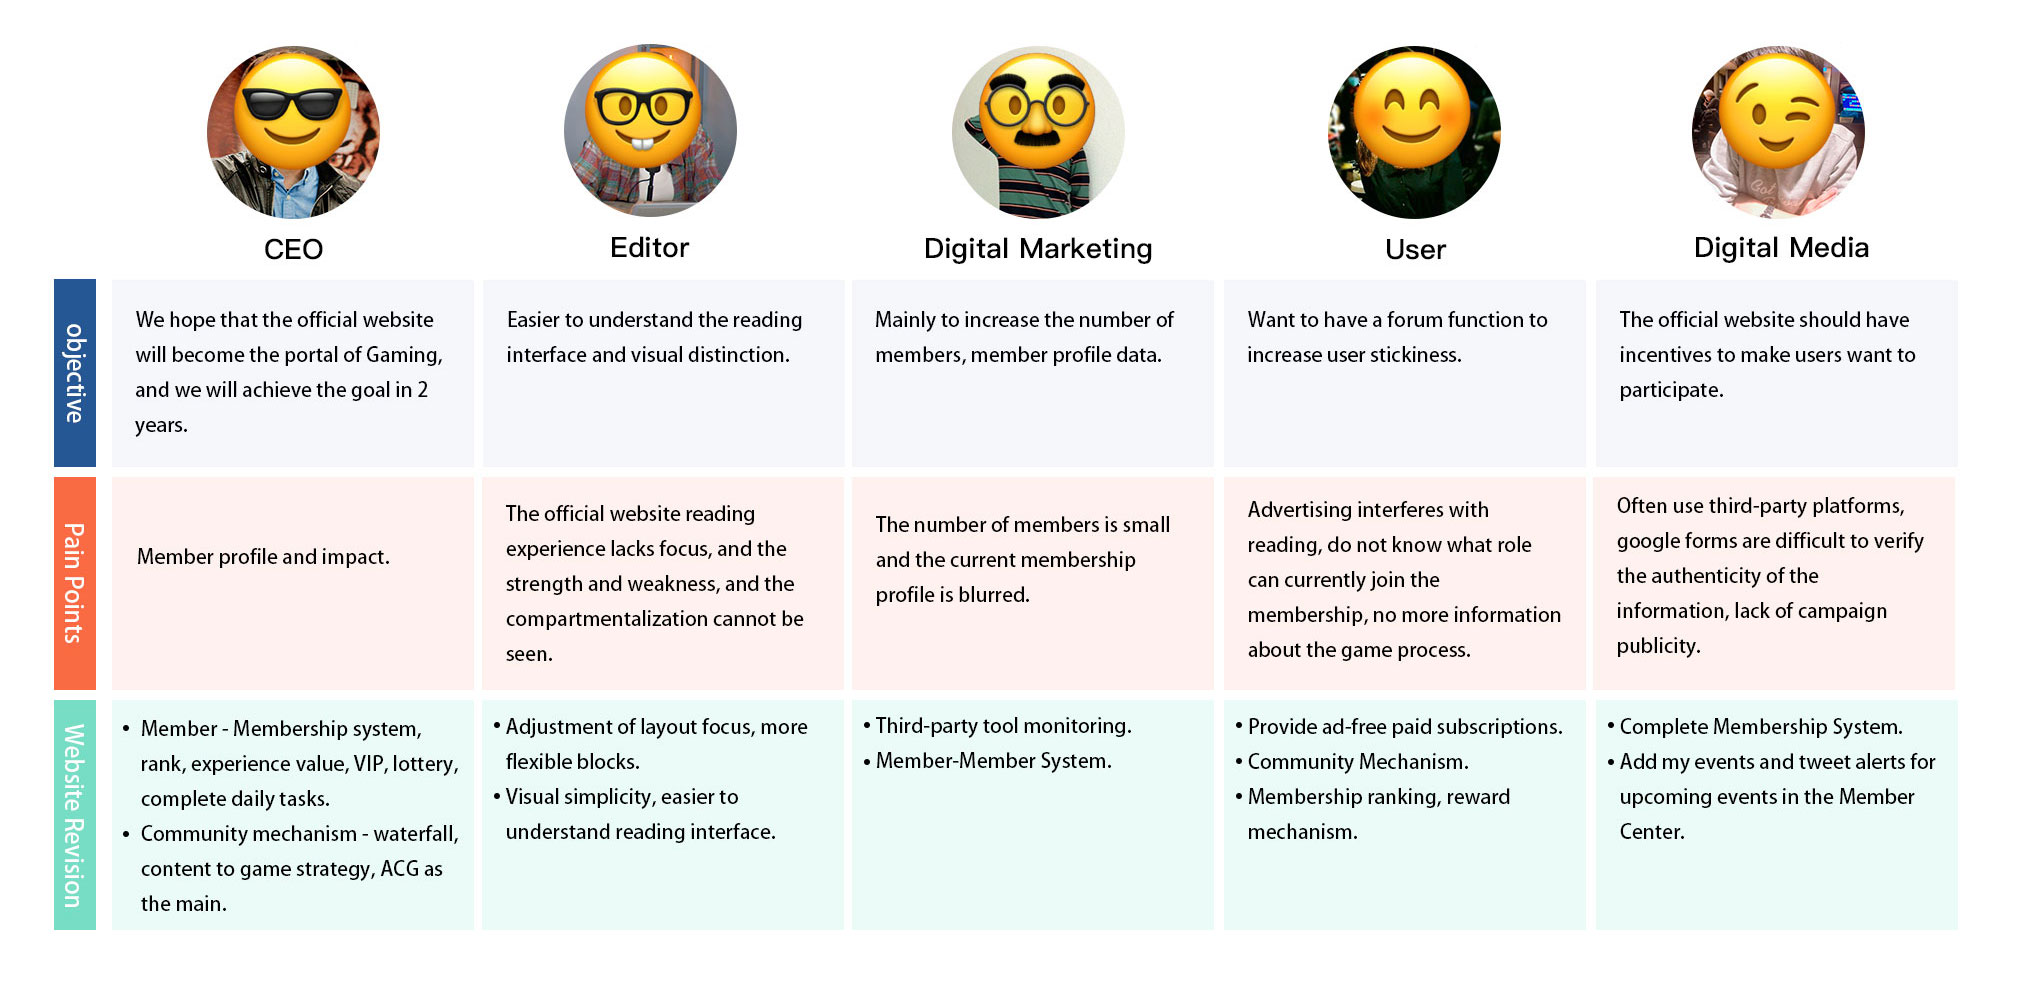 CEO
Editor
Digital Marketing
User
Digital Media
objective
We hope that the official website
will become the portal of Gaming,
and we will achieve the goal in 2
years.
Easier to understand the reading
interface and visual distinction.
Mainly to increase the number of
members, member profile data.
Want to have a forum function to
increase user stickiness.
The official website should have
incentives to make users want to
participate.
Pain Points
Member profile and impact.
The official website reading
experience lacks focus, and the
strength and weakness, and the
compartmentalization cannot be
seen.
The number of members is small
and the current membership
profile is blurred.
Advertising interferes with
reading, do not know what role
can currently join the
membership, no more information
about the game process.
Often use third-party platforms,
google forms are difficult to verify
the authenticity of the
information, lack of campaign
publicity.
Website Revision
• Member - Membership system,
rank, experience value, VIP, lottery,
complete daily tasks.
• Community mechanism - waterfall,
content to game strategy, ACG as
the main.
• Adjustment of layout focus, more
flexible blocks.
• Visual simplicity, easier to
understand reading interface.
• Third-party tool monitoring.
• Member-Member System.
• Provide ad-free paid subscriptions.
• Community Mechanism.
• Membership ranking, reward
mechanism.
• Complete Membership System.
• Add my events and tweet alerts for
upcoming events in the Member
Center.